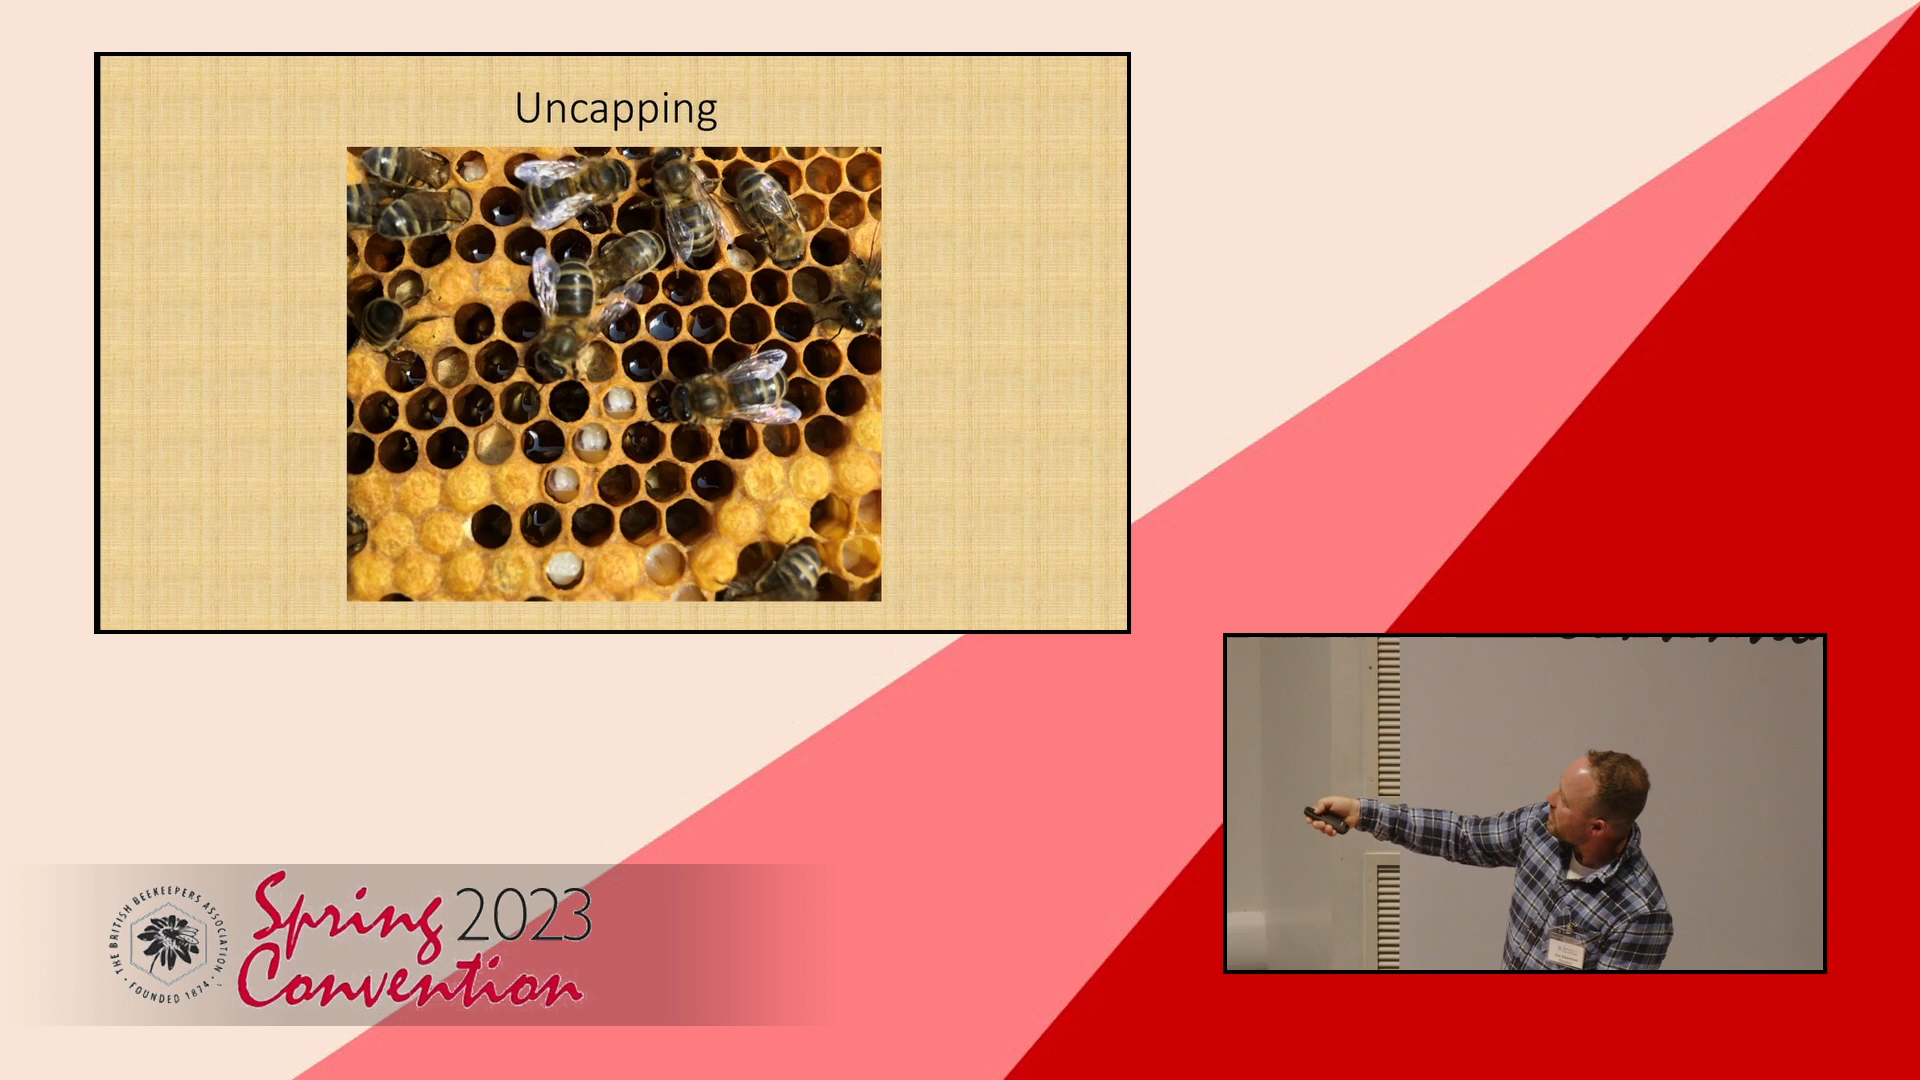 Uncapping
Spring 2023
Convention
THE BRITISH BEEKEEPERS ASSOCIATION
FOUNDED 1874